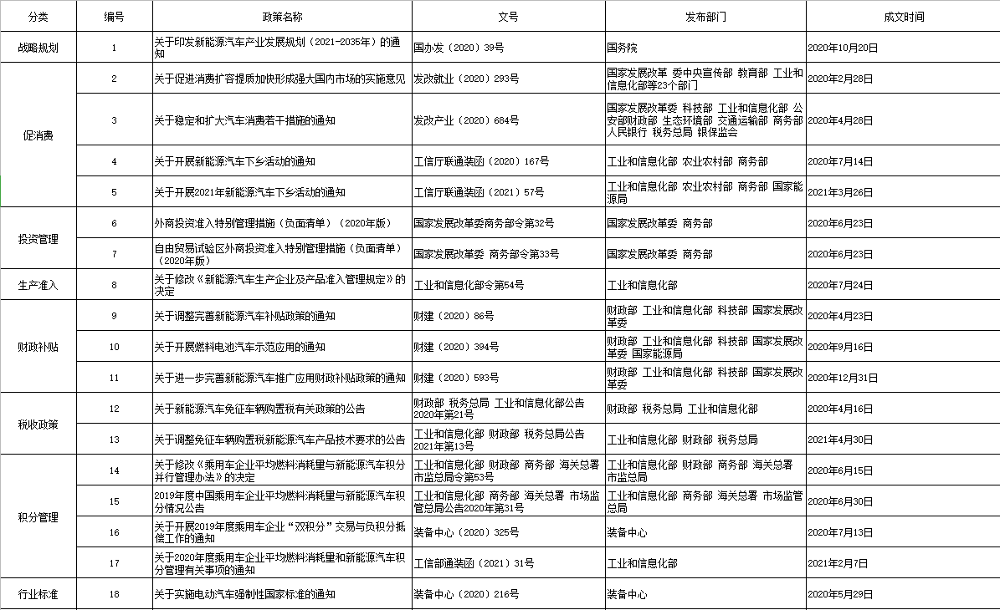 分类 编号 政策名称 文号 发布部门 成文时间
战略规划 1 关于印发新能源汽车产业发展规划（2021-2035年）的通
知 国办发（2020）39号 国务院 2020年10月20日
促消费
2 关于促进消费扩容提质加快形成强大国内市场的实施意见 发改就业（2020）293号 国家发展改革 委中央宣传部 教育部 工业和
信息化部等23个部门 2020年2月28日
3 关于稳定和扩大汽车消费若干措施的通知 发改产业（2020）684号 国家发展改革委 科技部 工业和信息化部 公
安部财政部 生态环境部 交通运输部 商务部
人民银行 税务总局 银保监会 2020年4月28日
4 关于开展新能源汽车下乡活动的通知 工信厅联通装函（2020）167号 工业和信息化部 农业农村部 商务部 2020年7月14日
5 关于开展2021年新能源汽车下乡活动的通知 工信厅联通装函（2021）57号 工业和信息化部 农业农村部 商务部 国家能
源局 2021年3月26日
投资管理
6 外商投资准入特别管理措施（负面清单）（2020年版） 国家发展改革委商务部令第32号 国家发展改革委 商务部 2020年6月23日
7 自由贸易试验区外商投资准入特别管理措施（负面清单）
（2020年版） 国家发展改革委 商务部令第33号 国家发展改革委 商务部 2020年6月23日
生产准入 8 关于修改《新能源汽车生产企业及产品准入管理规定》的
决定 工业和信息化部令第54号 工业和信息化部 2020年7月24日
财政补贴
9 关于调整完善新能源汽车补贴政策的通知 财建（2020）86号 财政部 工业和信息化部 科技部 国家发展改
革委 2020年4月23日
10 关于开展燃料电池汽车示范应用的通知 财建（2020）394号 财政部 工业和信息化部 科技部 国家发展改
革委 国家能源局 2020年9月16日
11 关于进一步完善新能源汽车推广应用财政补贴政策的通知 财建（2020）593号 财政部 工业和信息化部 科技部 国家发展改
革委 2020年12月31日
税收政策
12 关于新能源汽车免征车辆购置税有关政策的公告 财政部 税务总局 工业和信息化部公告
2020年第21号 财政部 税务总局 工业和信息化部 2020年4月16日
13 关于调整免征车辆购置税新能源汽车产品技术要求的公告 工业和信息化部 财政部 税务总局公告
2021年第13号 工业和信息化部 财政部 税务总局 2021年4月30日
积分管理
14 关于修改《乘用车企业平均燃料消耗量与新能源汽车积分
并行管理办法》的决定 工业和信息化部 财政部 商务部 海关总署
市监总局令第53号 工业和信息化部 财政部 商务部 海关总署
市监总局 2020年6月15日
15 2019年度中国乘用车企业平均燃料消耗量与新能源汽车积
分情况公告 工业和信息化部 商务部 海关总署 市场监
管总局公告2020年第31号 工业和信息化部 商务部 海关总署 市场监管
总局 2020年6月30日
16 关于开展2019年度乘用车企业“双积分”交易与负积分抵
偿工作的通知 装备中心（2020）325号 装备中心 2020年7月13日
17 关于2020年度乘用车企业平均燃料消耗量和新能源汽车积
分管理有关事项的通知 工信部通装函（2021）31号 工业和信息化部 2021年2月7日
行业标准 18 关于实施电动汽车强制性国家标准的通知 装备中心（2020）216号 装备中心 2020年5月29日